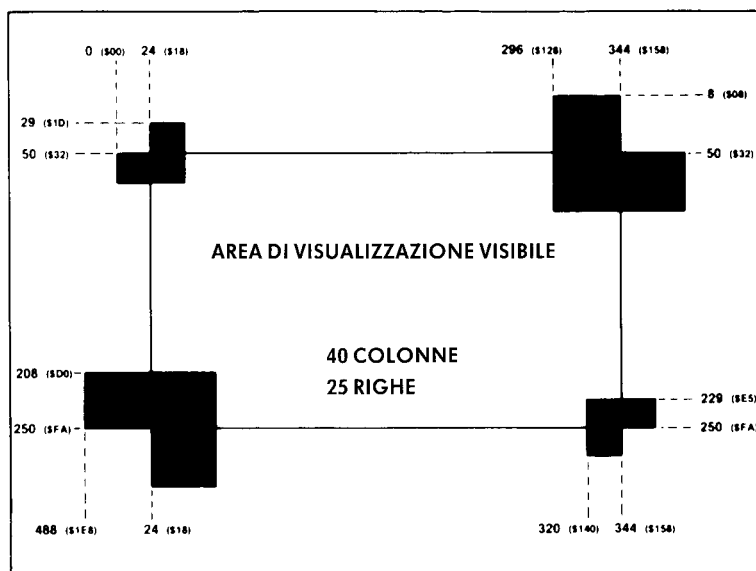 0 ($00) 24 ($18) 296 ($128) 344 ($158)
8 ($08)
29 ($1D)
50 ($32) 50 ($32)
AREA DI VISUALIZZAZIONE VISIBILE
40 COLONNE
208 ($D0)
25 RIGHE
229 ($E5)
250 ($FA) 250 ($FA)
488 ($1E8) 24 ($18) 320 ($140) 344 ($158)